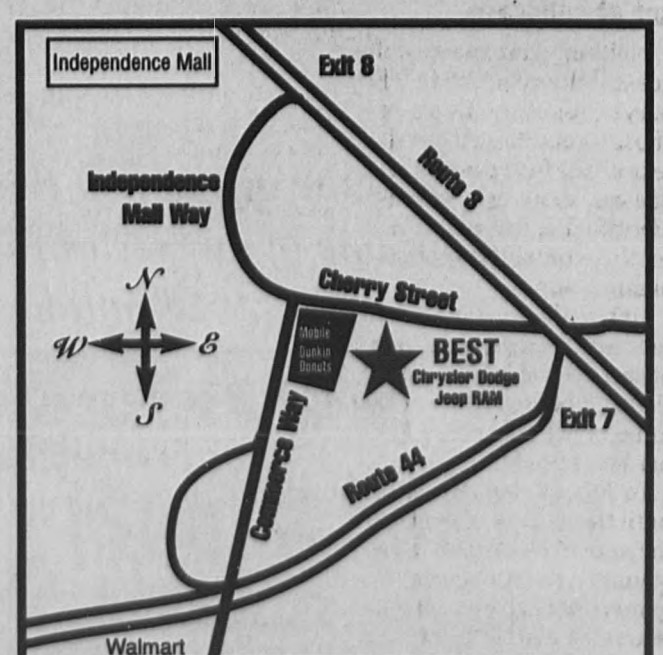 Independence Mall
Exit 8
Route 3
Independence
Mall Way
Cherry Street
N
W
E
S
Mobile
Dunkin
Donuts
BEST
Chrysler Dodge
Jeep RAM
Exit 7
Commerce Way
Route 44
Walmart